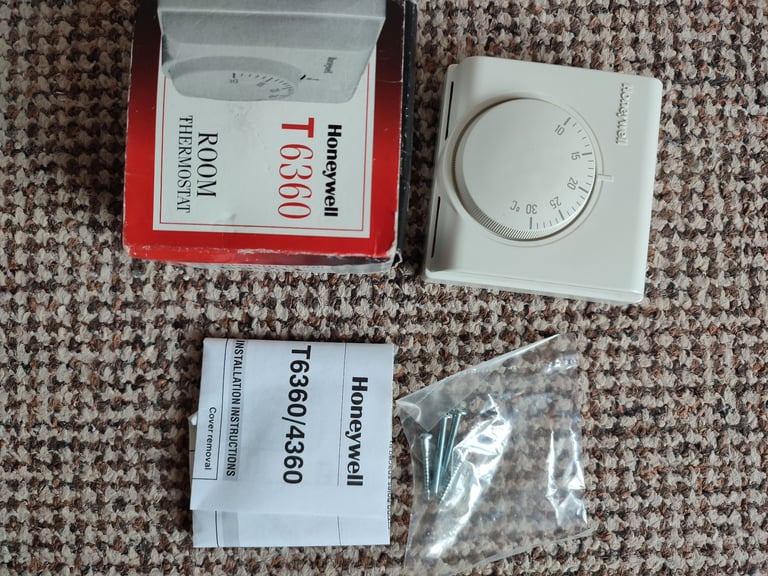 Honeywell
T6360
ROOM
THERMOSTAT
Honeywell
10
15
20
25
30
°C
Honeywell
T6360/4360
INSTALLATION INSTRUCTIONS
Cover removal